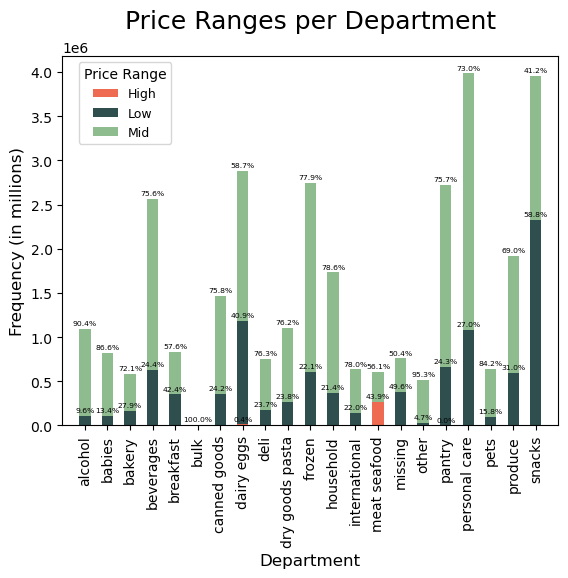 Price Ranges per Department
1e6
Price Range
High
Low
Mid
Frequency (in millions)
4.0
3.5
3.0
2.5
2.0
1.5
1.0
0.5
0.0
73.0%
41.2%
58.7%
77.9%
75.7%
75.6%
78.6%
69.0%
58.8%
75.8%
90.4%
76.2%
40.9%
86.6%
57.6%
76.3%
50.4%
72.1%
78.0%
56.1%
95.3%
84.2%
27.0%
24.4%
22.1%
24.3%
31.0%
42.4%
24.2%
21.4%
49.6%
23.8%
43.9%
27.9%
23.7%
22.0%
9.6%
13.4%
15.8%
100.0%
0.4%
4.7%
0.0%
alcohol
babies
bakery
beverages
breakfast
bulk
canned goods
dairy eggs
deli
dry goods pasta
frozen
household
international
meat seafood
missing
other
pantry
personal care
pets
produce
snacks
Department